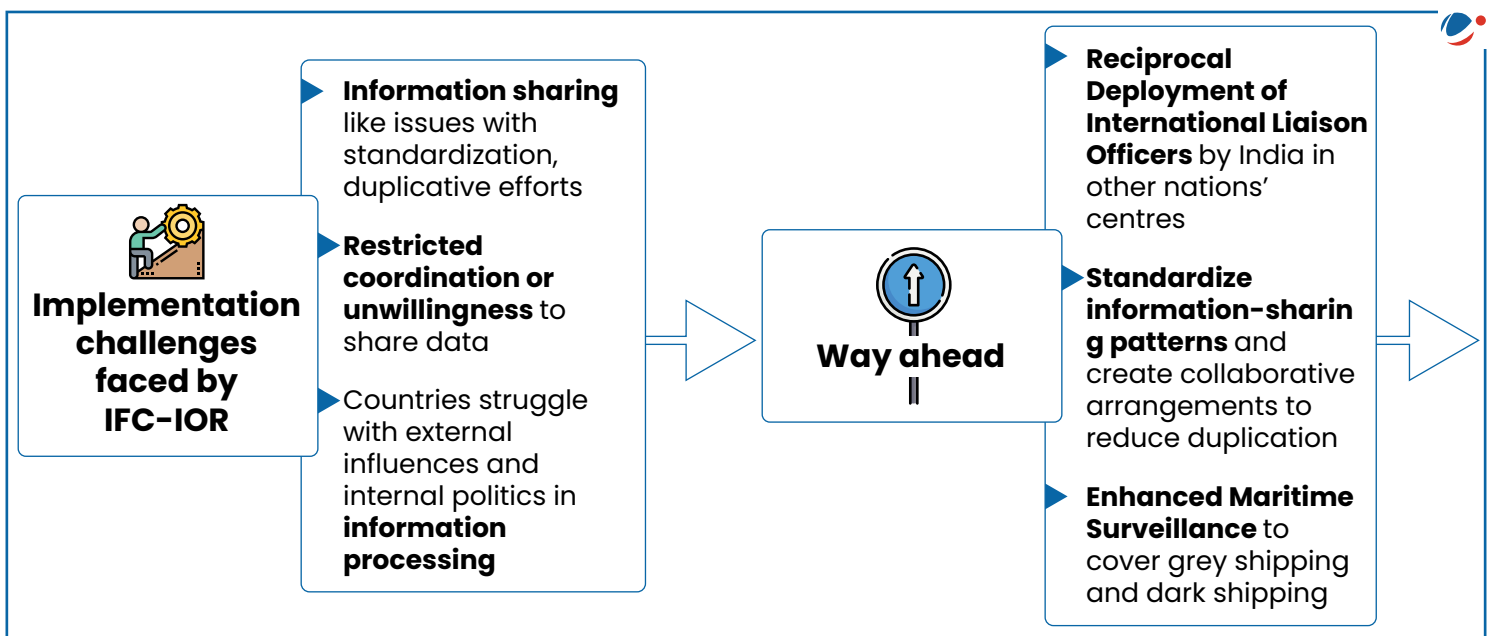 Implementation
challenges
faced by
IFC-IOR
Information sharing
like issues with
standardization,
duplicative efforts
Restricted
coordination or
unwillingness to
share data
Countries struggle
with external
influences and
internal politics in
information
processing
Way ahead
Reciprocal
Deployment of
International Liaison
Officers by India in
other nations’
centres
Standardize
information-sharin
g patterns and
create collaborative
arrangements to
reduce duplication
Enhanced Maritime
Surveillance to
cover grey shipping
and dark shipping